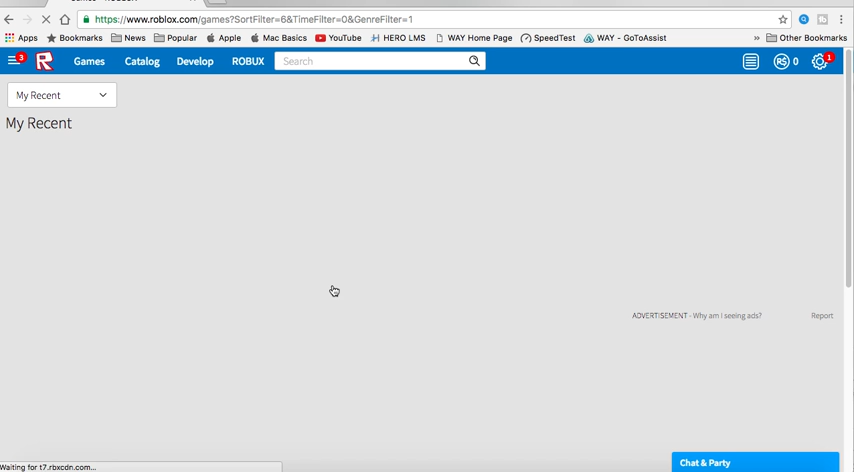 https://www.roblox.com/games?SortFilter=6&TimeFilter=0&GenreFilter=1
Apps Bookmarks News Popular Apple Mac Basics YouTube HERO LMS WAY Home Page SpeedTest WAY - GoToAssist » Other Bookmarks
3 Games Catalog Develop ROBUX Search R$ 0 1
My Recent
My Recent
ADVERTISEMENT - Why am I seeing ads? Report
Chat & Party
Waiting for t7.rbxcdn.com...